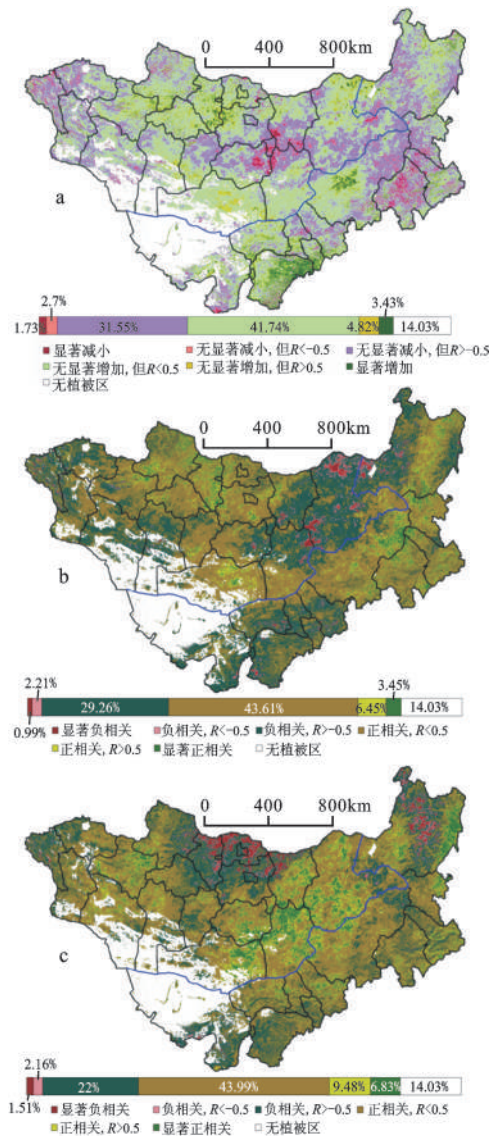 0 400 800km
a
3.43%
2.7%
1.73 31.55% 41.74% 4.82% 14.03%
显著减小 无显著减小, 但R<-0.5 无显著减小, 但R>-0.5
无显著增加, 但R<0.5 无显著增加, 但R>0.5 显著增加
无植被区
0 400 800km
b
2.21% 3.45%
29.26% 43.61% 6.45% 14.03%
0.99% 显著负相关 负相关, R<-0.5 负相关, R>-0.5 正相关, R<0.5
正相关, R>0.5 显著正相关 无植被区
0 400 800km
c
2.16%
22% 43.99% 9.48% 6.83% 14.03%
1.51% 显著负相关 负相关, R<-0.5 负相关, R>-0.5 正相关, R<0.5
正相关, R>0.5 显著正相关 无植被区